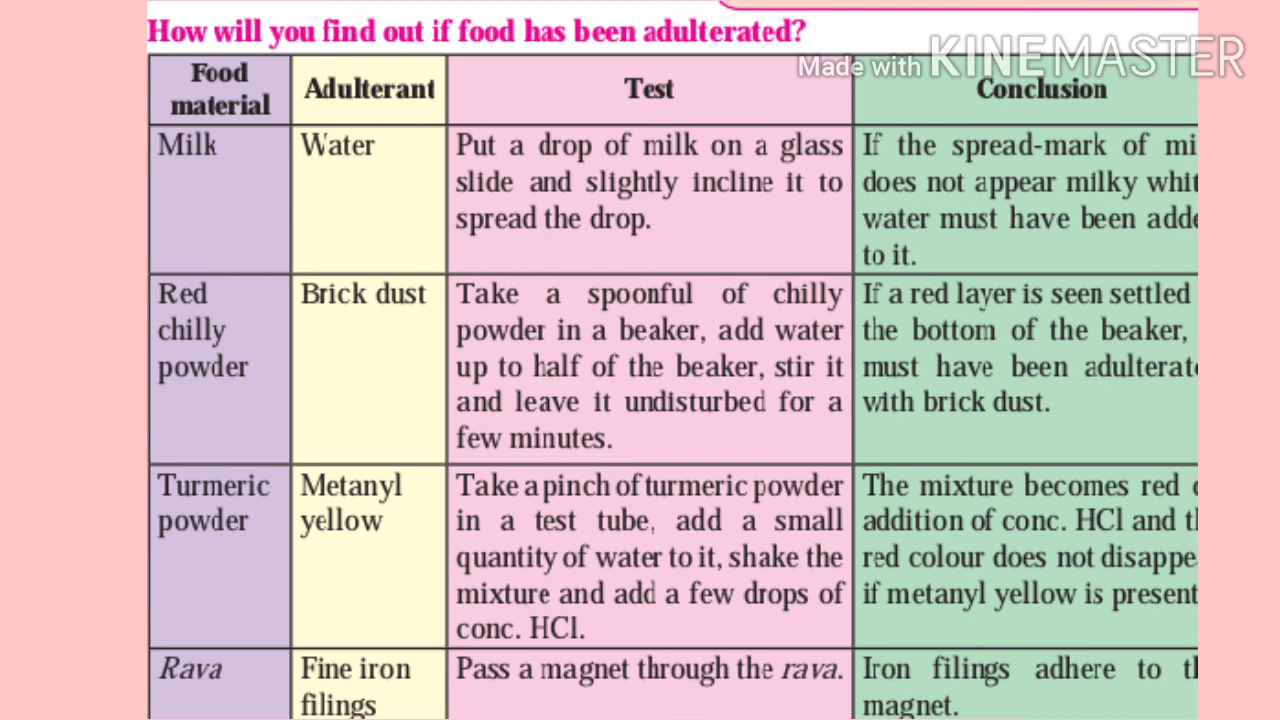 How will you find out if food has been adulterated?
Made with KINEMASTER
Food material
Adulterant
Test
Conclusion
Milk
Water
Put a drop of milk on a glass
slide and slightly incline it to
spread the drop.
If the spread-mark of mi
does not appear milky whit
water must have been adde
to it.
Red
chilly
powder
Brick dust
Take a spoonful of chilly
powder in a beaker, add water
up to half of the beaker, stir it
and leave it undisturbed for a
few minutes.
If a red layer is seen settled
the bottom of the beaker,
must have been adulterate
with brick dust.
Turmeric
powder
Metanyl
yellow
Take a pinch of turmeric powder
in a test tube, add a small
quantity of water to it, shake the
mixture and add a few drops of
conc. HCl.
The mixture becomes red
addition of conc. HCl and th
red colour does not disappe
if metanyl yellow is present
Rava
Fine iron
filings
Pass a magnet through the rava.
Iron filings adhere to th
magnet.